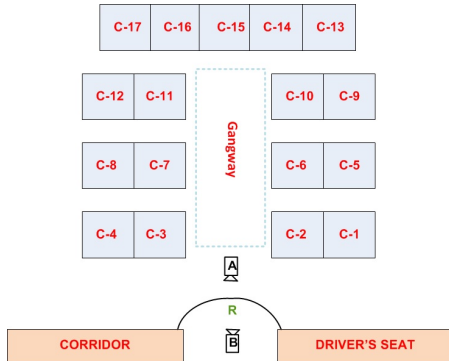 C-17 C-16 C-15 C-14 C-13
C-12 C-11 C-10 C-9
Gangway
C-8 C-7 C-6 C-5
C-4 C-3 C-2 C-1
A
R
CORRIDOR B DRIVER'S SEAT